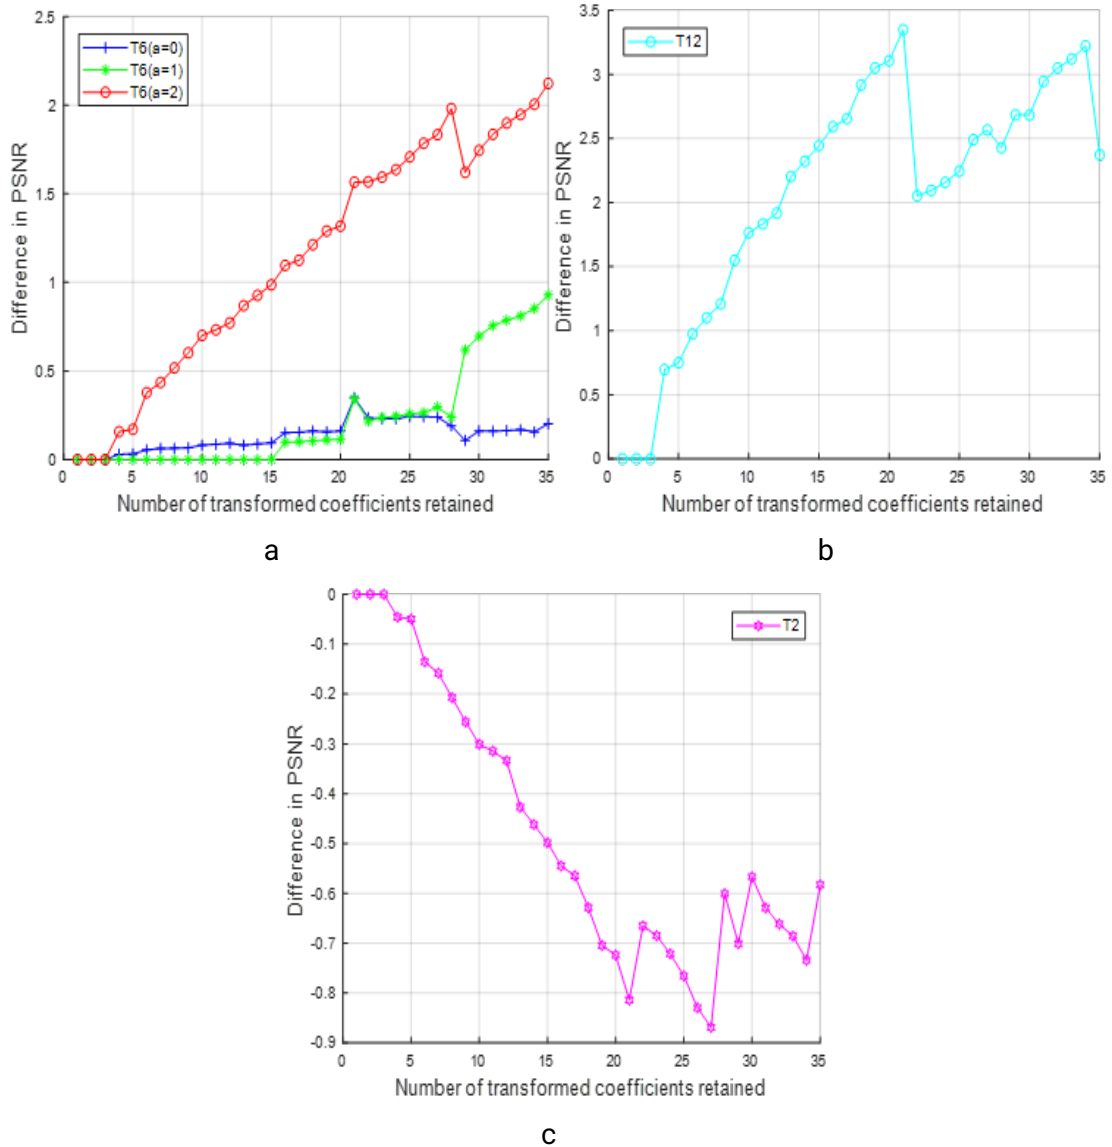 2.5
2
1.5
1
0.5
0
T6(a=0)
T6(a=1)
T6(a=2)
Difference in PSNR
0 5 10 15 20 25 30 35
Number of transformed coefficients retained
a
3.5
3
2.5
2
1.5
1
0.5
0
T12
Difference in PSNR
0 5 10 15 20 25 30 35
Number of transformed coefficients retained
b
0
-0.1
-0.2
-0.3
-0.4
-0.5
-0.6
-0.7
-0.8
-0.9
T2
Difference in PSNR
0 5 10 15 20 25 30 35
Number of transformed coefficients retained
c